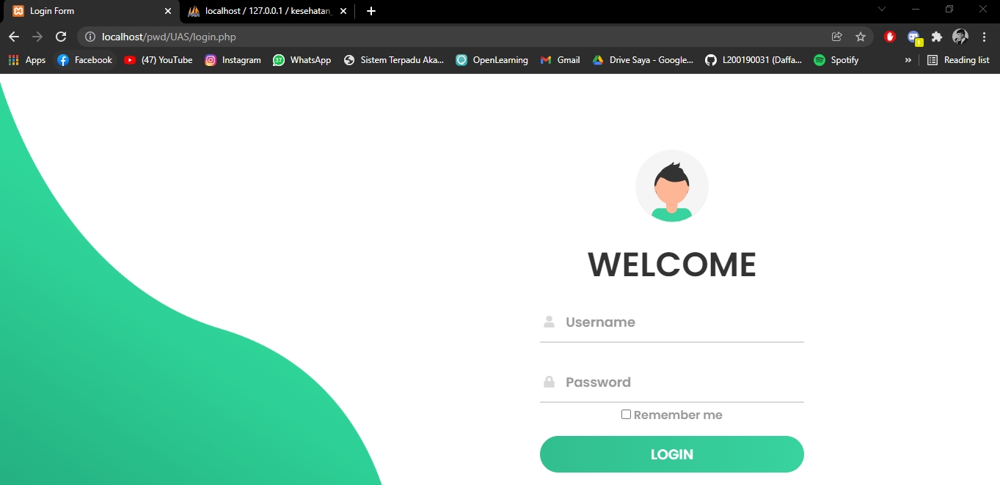 Login Form
localhost / 127.0.0.1 / kesehatan_
localhost/pwd/UAS/login.php
Apps Facebook (47) YouTube Instagram 37 WhatsApp Sistem Terpadu Aka... OpenLearning Gmail Drive Saya - Google... L200190031 (Daffa... Spotify » Reading list
WELCOME
Username
Password
Remember me
LOGIN